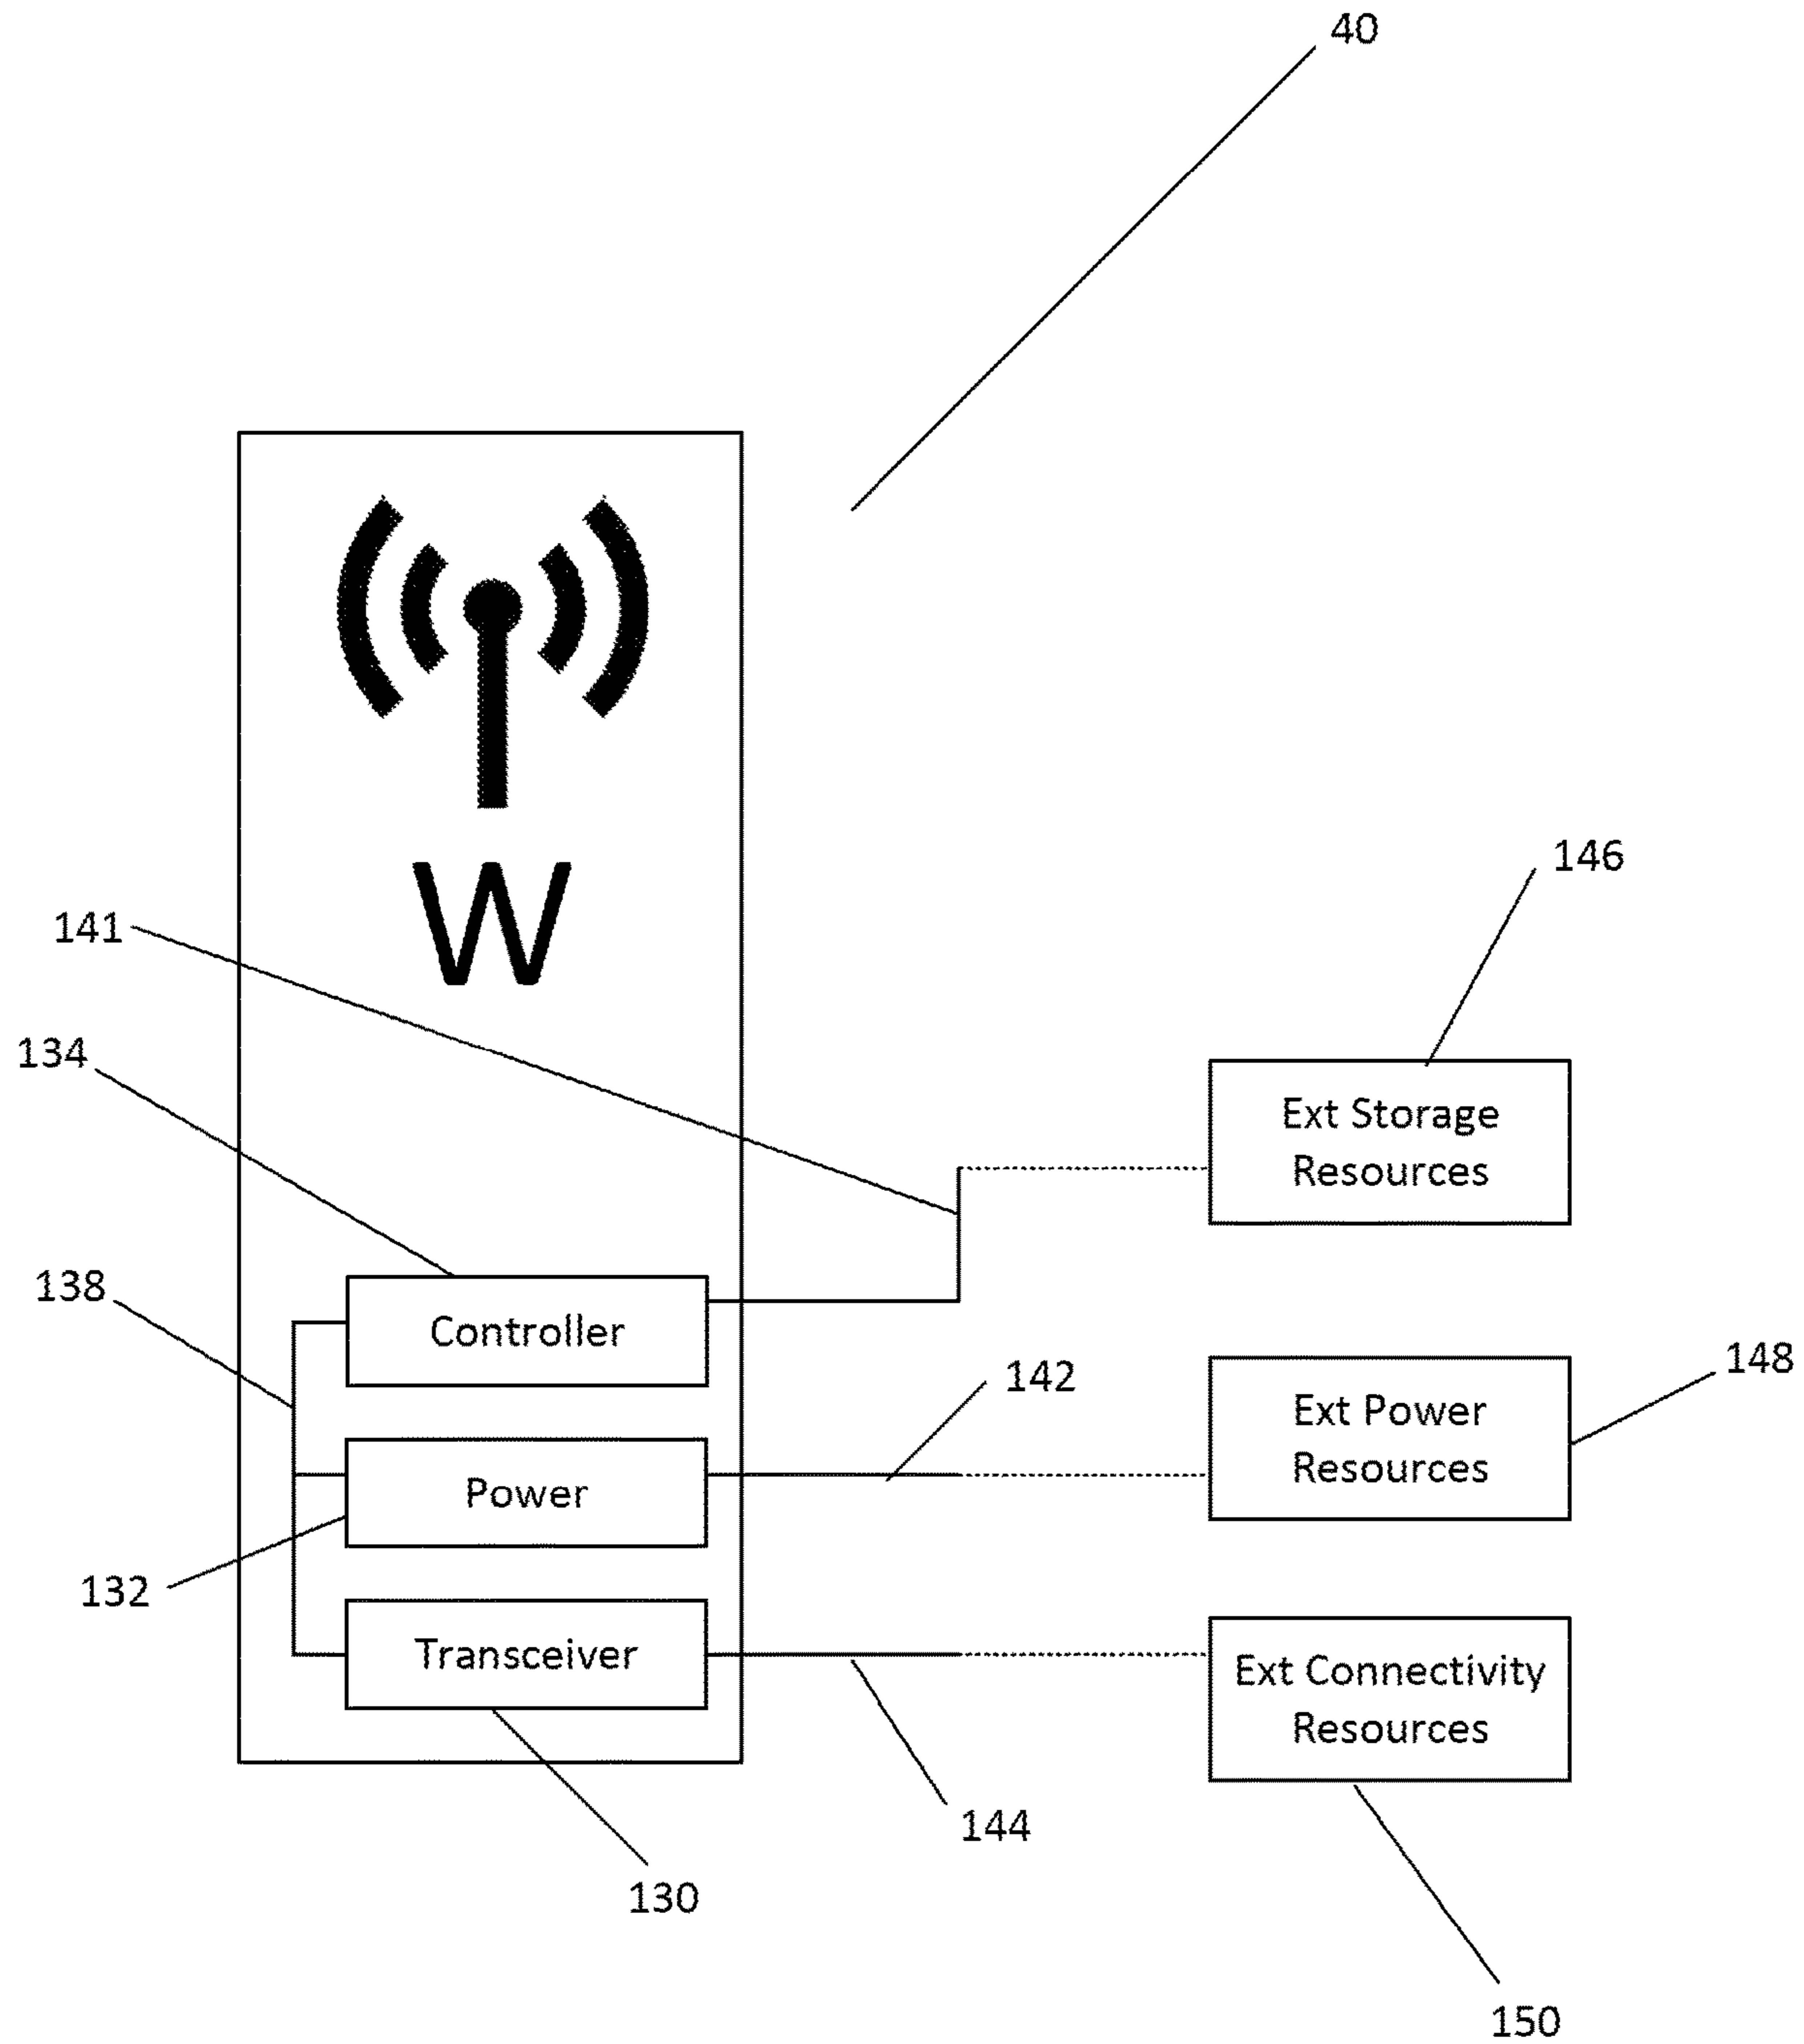 40
W
146
141
134
Ext Storage
Resources
138
Controller
142
148
Ext Power
Resources
Power
132
Transceiver
Ext Connectivity
Resources
144
130
150